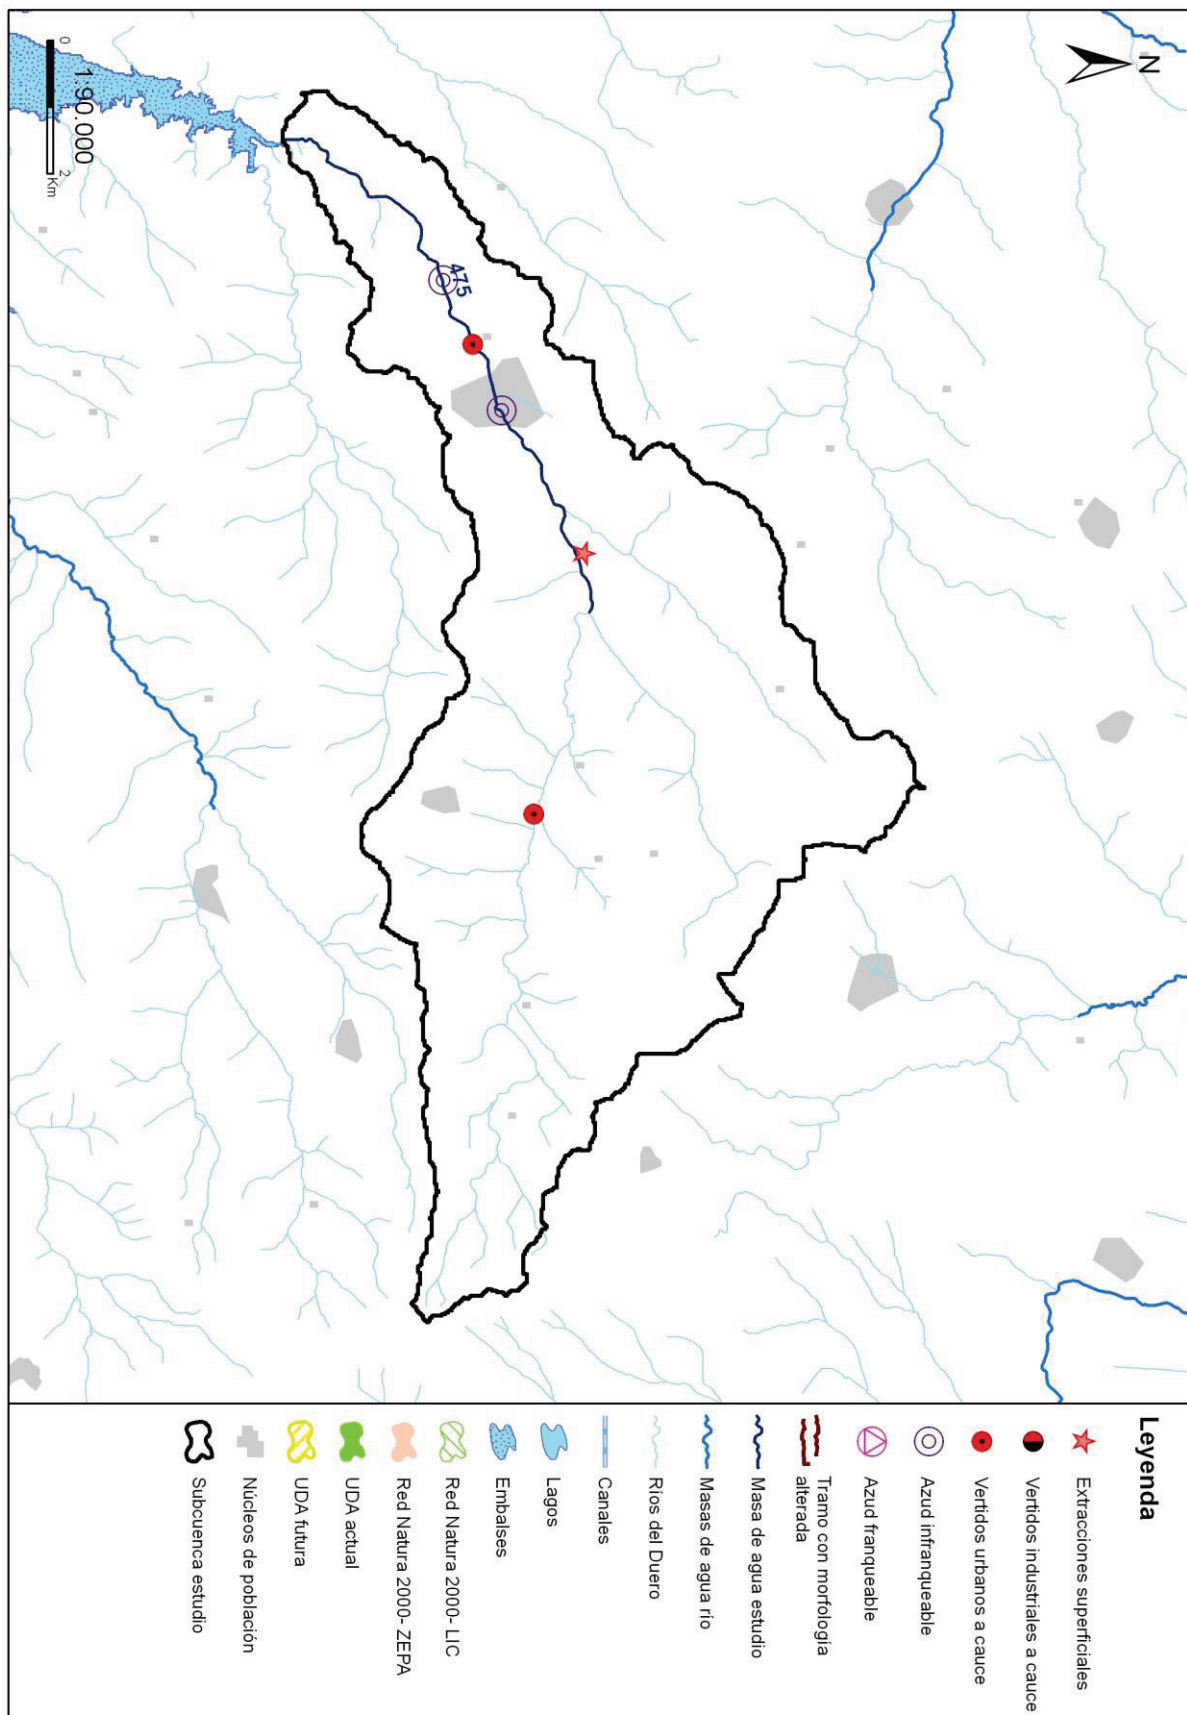 N
475
1:90.000
0
2
Km
Leyenda
Extracciones superficiales
Vertidos industriales a cauce
Vertidos urbanos a cauce
Azud infranqueable
Azud franqueable
Tramo con morfología
alterada
Masa de agua estudio
Masas de agua río
Ríos del Duero
Canales
Lagos
Embalses
Red Natura 2000- LIC
Red Natura 2000- ZEPA
UDA actual
UDA futura
Núcleos de población
Subcuenca estudio